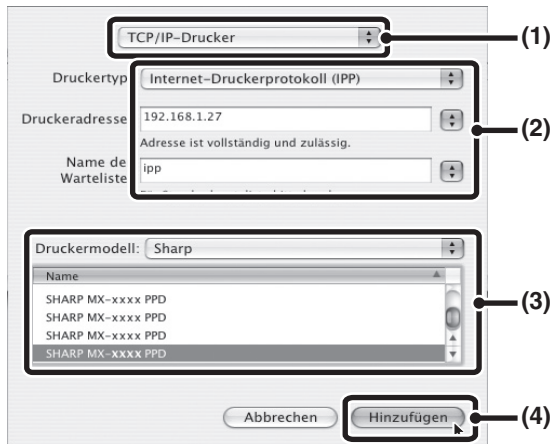 TCP/IP-Drucker
(1)
Druckertyp
Internet-Druckerprotokoll (IPP)
Druckeradresse
192.168.1.27
Adresse ist vollständig und zulässig.
(2)
Name de
Warteliste
ipp
Druckermodell:
Sharp
Name
SHARP MX-xxxx PPD
SHARP MX-xxxx PPD
SHARP MX-xxxx PPD
SHARP MX-xxxx PPD
(3)
Abbrechen
Hinzufügen
(4)